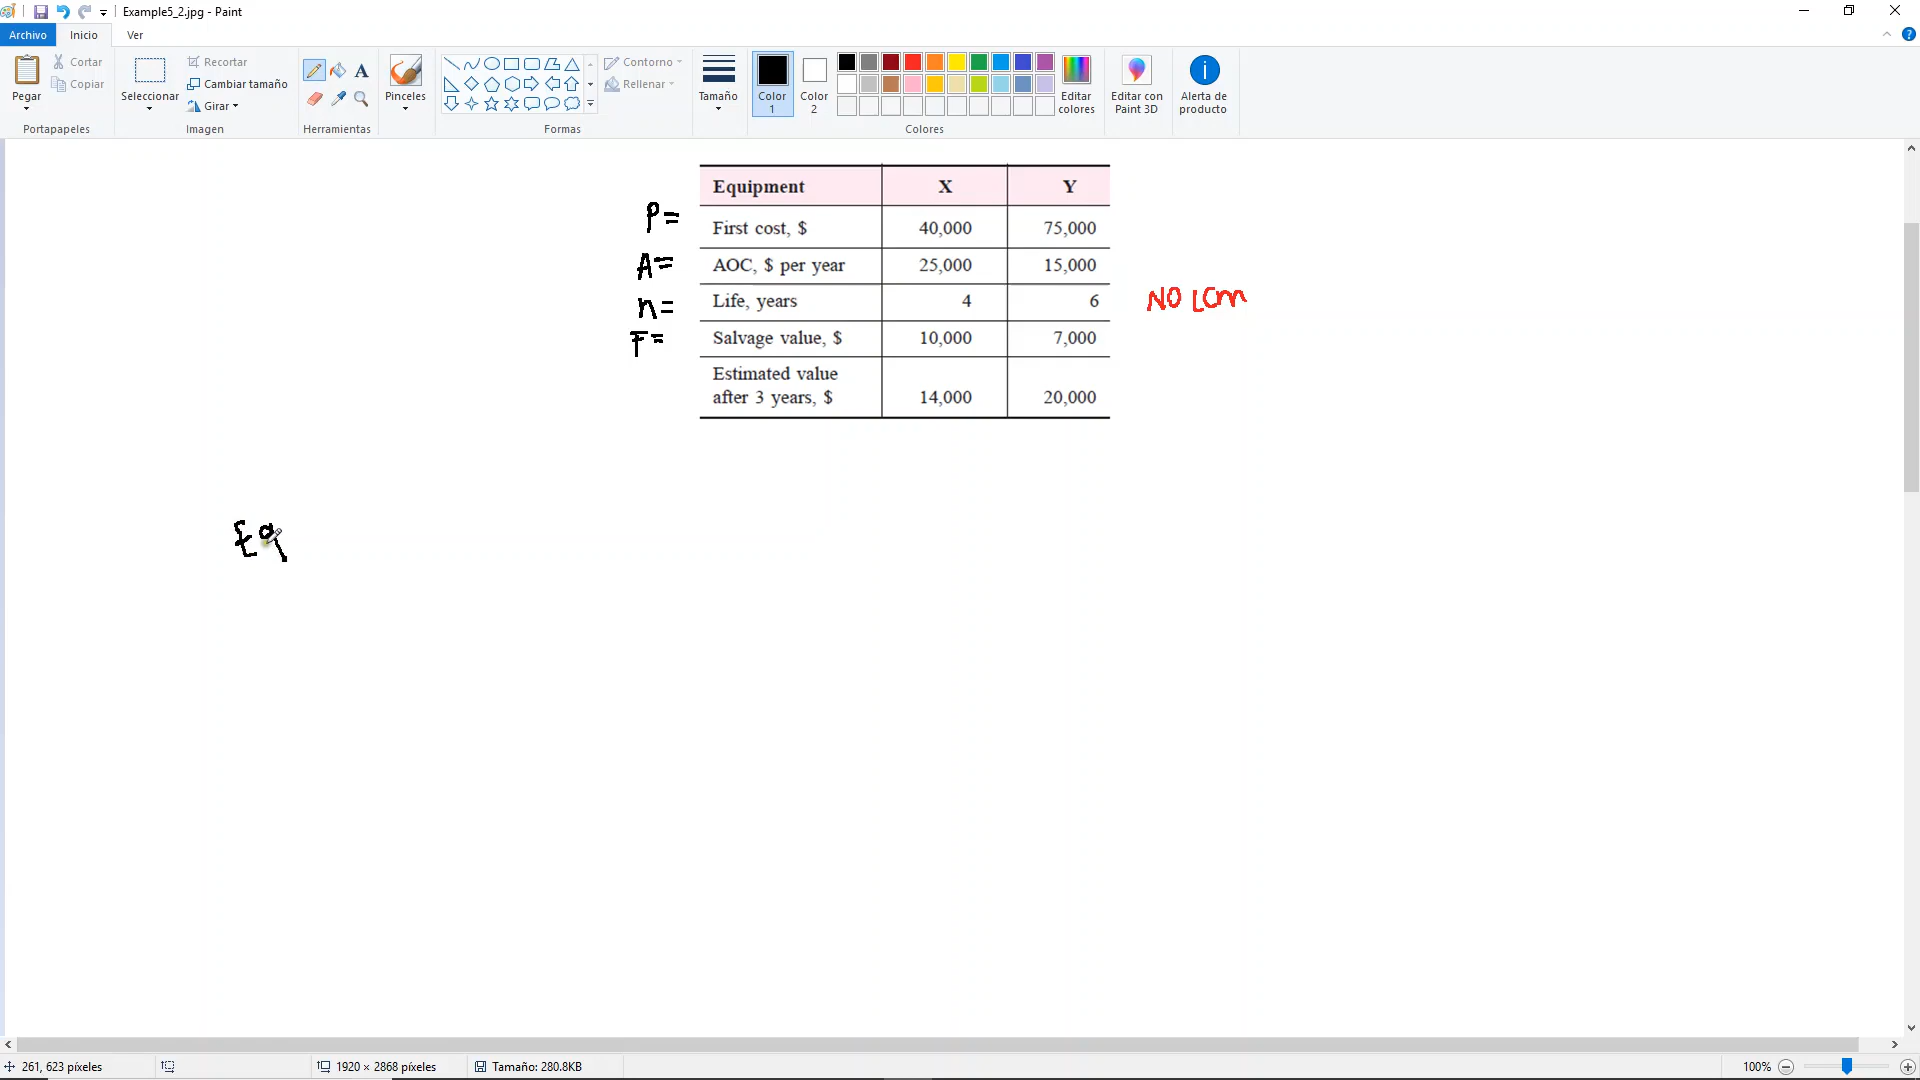 Example5_2.jpg - Paint
Archivo Inicio Ver
Pegar
Cortar
Copiar
Portapapeles
Seleccionar
Recortar
Cambiar tamaño
Girar
Imagen
A
Herramientas
Pinceles
Formas
Contorno
Rellenar
Tamaño
Color 1
Color 2
Colores
Editar colores
Editar con Paint 3D
Alerta de producto
Equipment X Y
P= First cost, $ 40,000 75,000
A= AOC, $ per year 25,000 15,000
n= Life, years 4 6 NO LCM
F= Salvage value, $ 10,000 7,000
Estimated value
after 3 years, $ 14,000 20,000
Eq
261, 623 píxeles 1920 × 2868 píxeles Tamaño: 280.8KB 100%